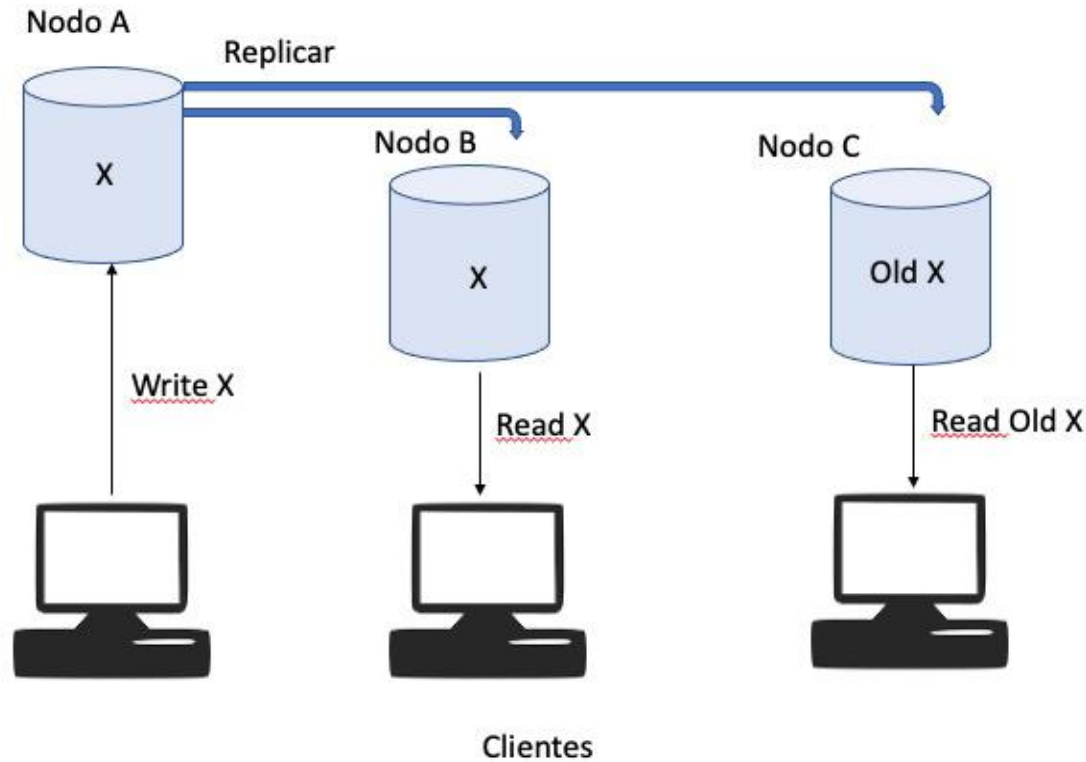 Nodo A
Replicar
X
Nodo B
Nodo C
X
Old X
Write X
Read X
Read Old X
Clientes